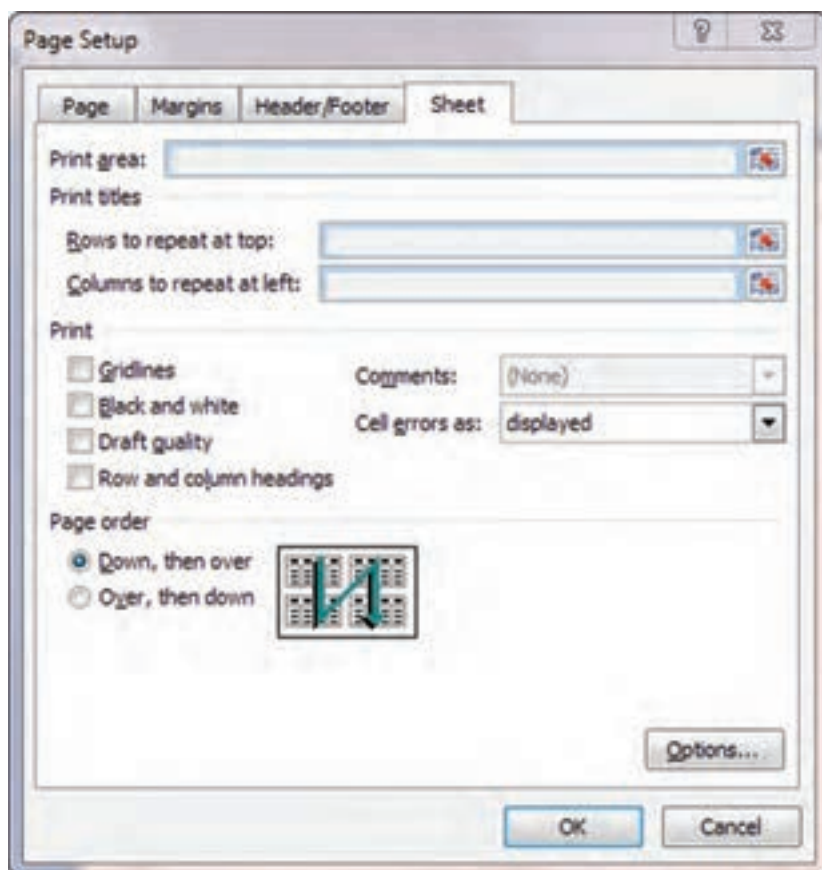 Page Setup
Page Margins Header/Footer Sheet
Print area:
Print titles
Rows to repeat at top:
Columns to repeat at left:
Print
Gridlines
Black and white
Draft quality
Row and column headings
Comments: (None)
Cell errors as: displayed
Page order
Down, then over
Over, then down
Options...
OK Cancel